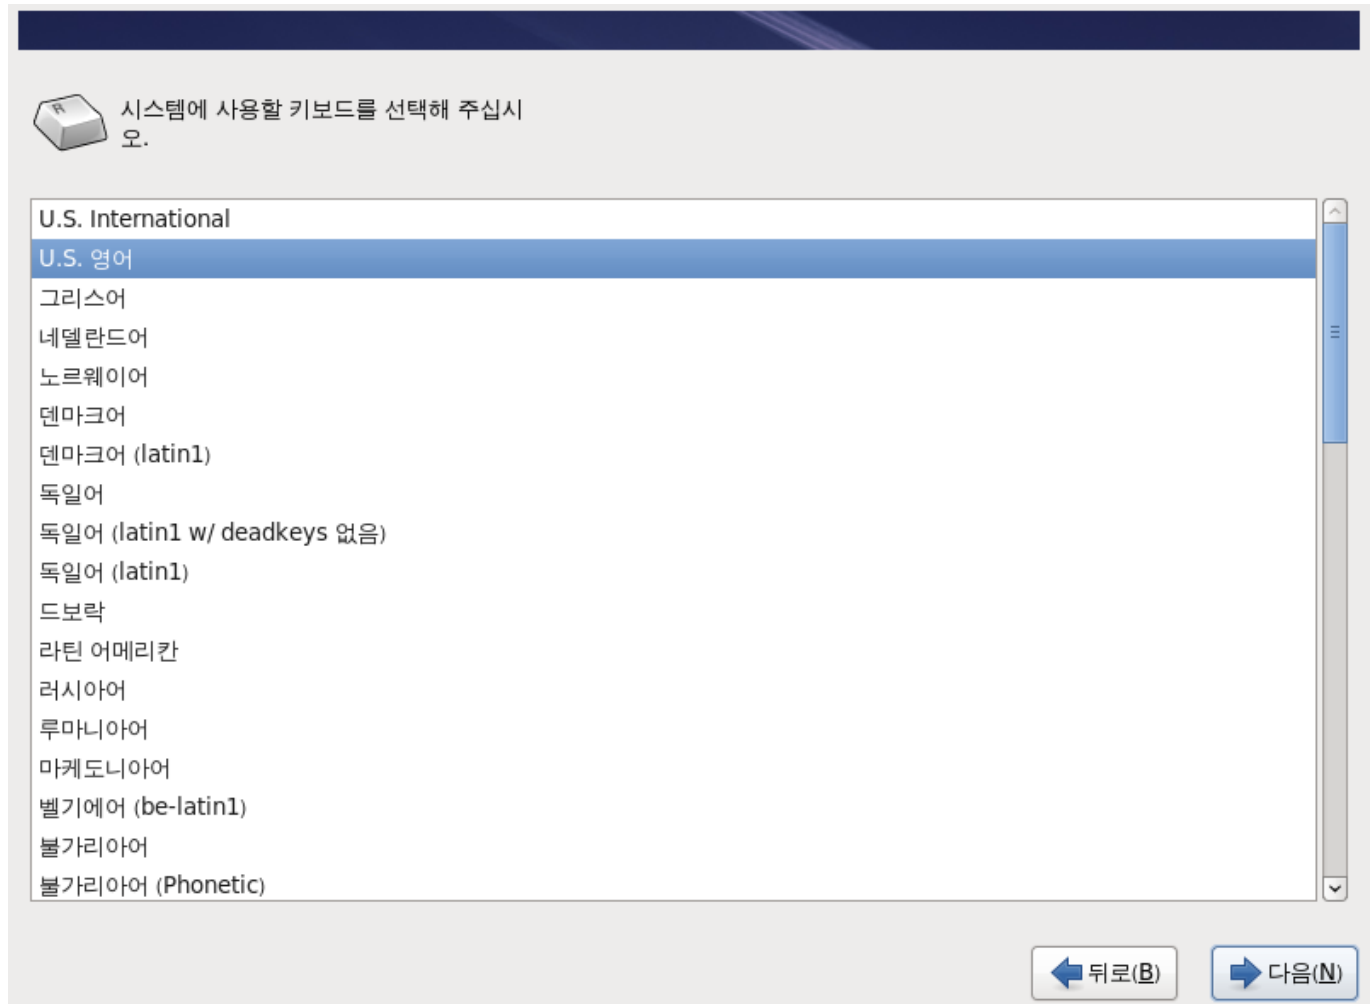 R
시스템에 사용할 키보드를 선택해 주십시
오.
U.S. International
U.S. 영어
그리스어
네델란드어
노르웨이어
덴마크어
덴마크어 (latin1)
독일어
독일어 (latin1 w/ deadkeys 없음)
독일어 (latin1)
드보락
라틴 어메리칸
러시아어
루마니아어
마케도니아어
벨기에어 (be-latin1)
불가리아어
불가리아어 (Phonetic)
뒤로(B)
다음(N)